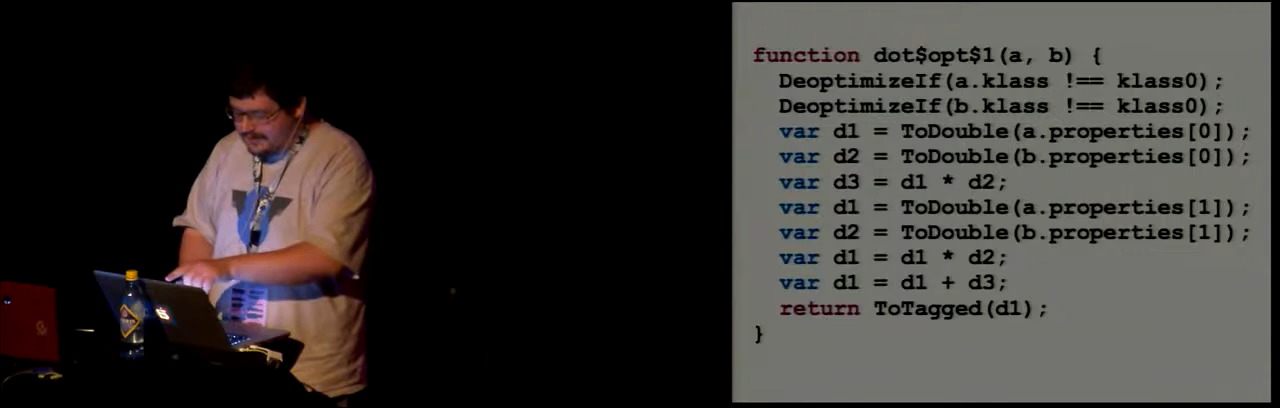 function dot$opt$1(a, b) {
  DeoptimizeIf(a.klass !== klass0);
  DeoptimizeIf(b.klass !== klass0);
  var d1 = ToDouble(a.properties[0]);
  var d2 = ToDouble(b.properties[0]);
  var d3 = d1 * d2;
  var d1 = ToDouble(a.properties[1]);
  var d2 = ToDouble(b.properties[1]);
  var d1 = d1 * d2;
  var d1 = d1 + d3;
  return ToTagged(d1);
}